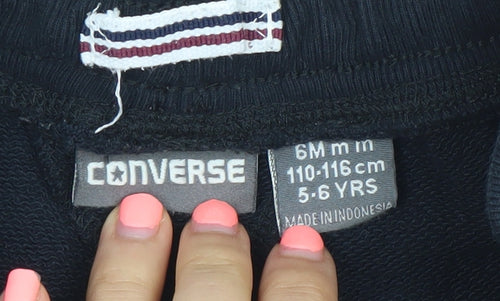 CONVERSE
6M m m
110-116 cm
5-6 YRS
MADE IN INDONESIA